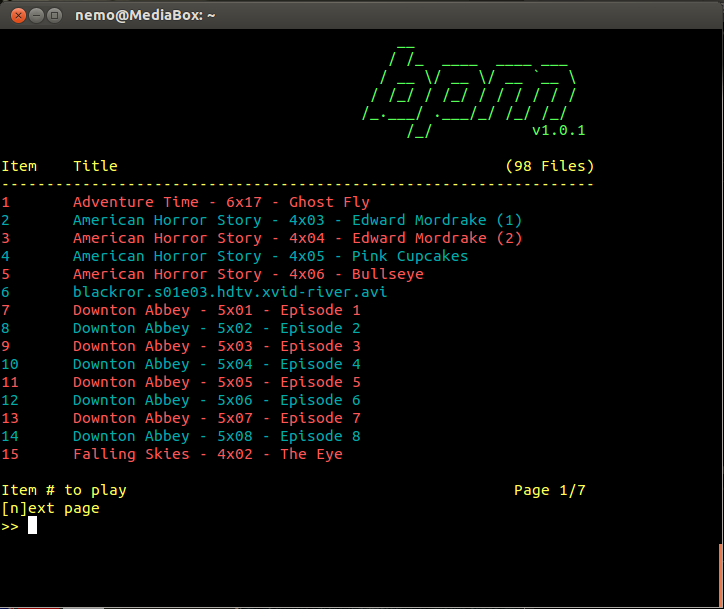 nemo@MediaBox: ~
bpm
v1.0.1
Item Title (98 Files)
------------------------------------------------------------------
1 Adventure Time - 6x17 - Ghost Fly
2 American Horror Story - 4x03 - Edward Mordrake (1)
3 American Horror Story - 4x04 - Edward Mordrake (2)
4 American Horror Story - 4x05 - Pink Cupcakes
5 American Horror Story - 4x06 - Bullseye
6 blackror.s01e03.hdtv.xvid-river.avi
7 Downton Abbey - 5x01 - Episode 1
8 Downton Abbey - 5x02 - Episode 2
9 Downton Abbey - 5x03 - Episode 3
10 Downton Abbey - 5x04 - Episode 4
11 Downton Abbey - 5x05 - Episode 5
12 Downton Abbey - 5x06 - Episode 6
13 Downton Abbey - 5x07 - Episode 7
14 Downton Abbey - 5x08 - Episode 8
15 Falling Skies - 4x02 - The Eye
Item # to play Page 1/7
[n]ext page
>>